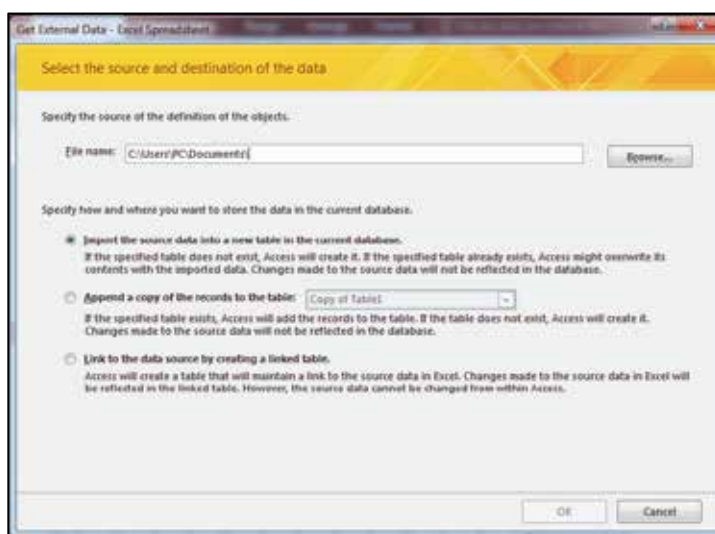 Get External Data - Excel Spreadsheet
Select the source and destination of the data
Specify the source of the definition of the objects.
File name: C:\Users\PC\Documents\
Browse...
Specify how and where you want to store the data in the current database.
Import the source data into a new table in the current database.
If the specified table does not exist, Access will create it. If the specified table already exists, Access might overwrite its
contents with the imported data. Changes made to the source data will not be reflected in the database.
Append a copy of the records to the table: Copy of Table1
If the specified table exists, Access will add the records to the table. If the table does not exist, Access will create it.
Changes made to the source data will not be reflected in the database.
Link to the data source by creating a linked table.
Access will create a table that will maintain a link to the source data in Excel. Changes made to the source data in Excel will
be reflected in the linked table. However, the source data cannot be changed from within Access.
OK
Cancel